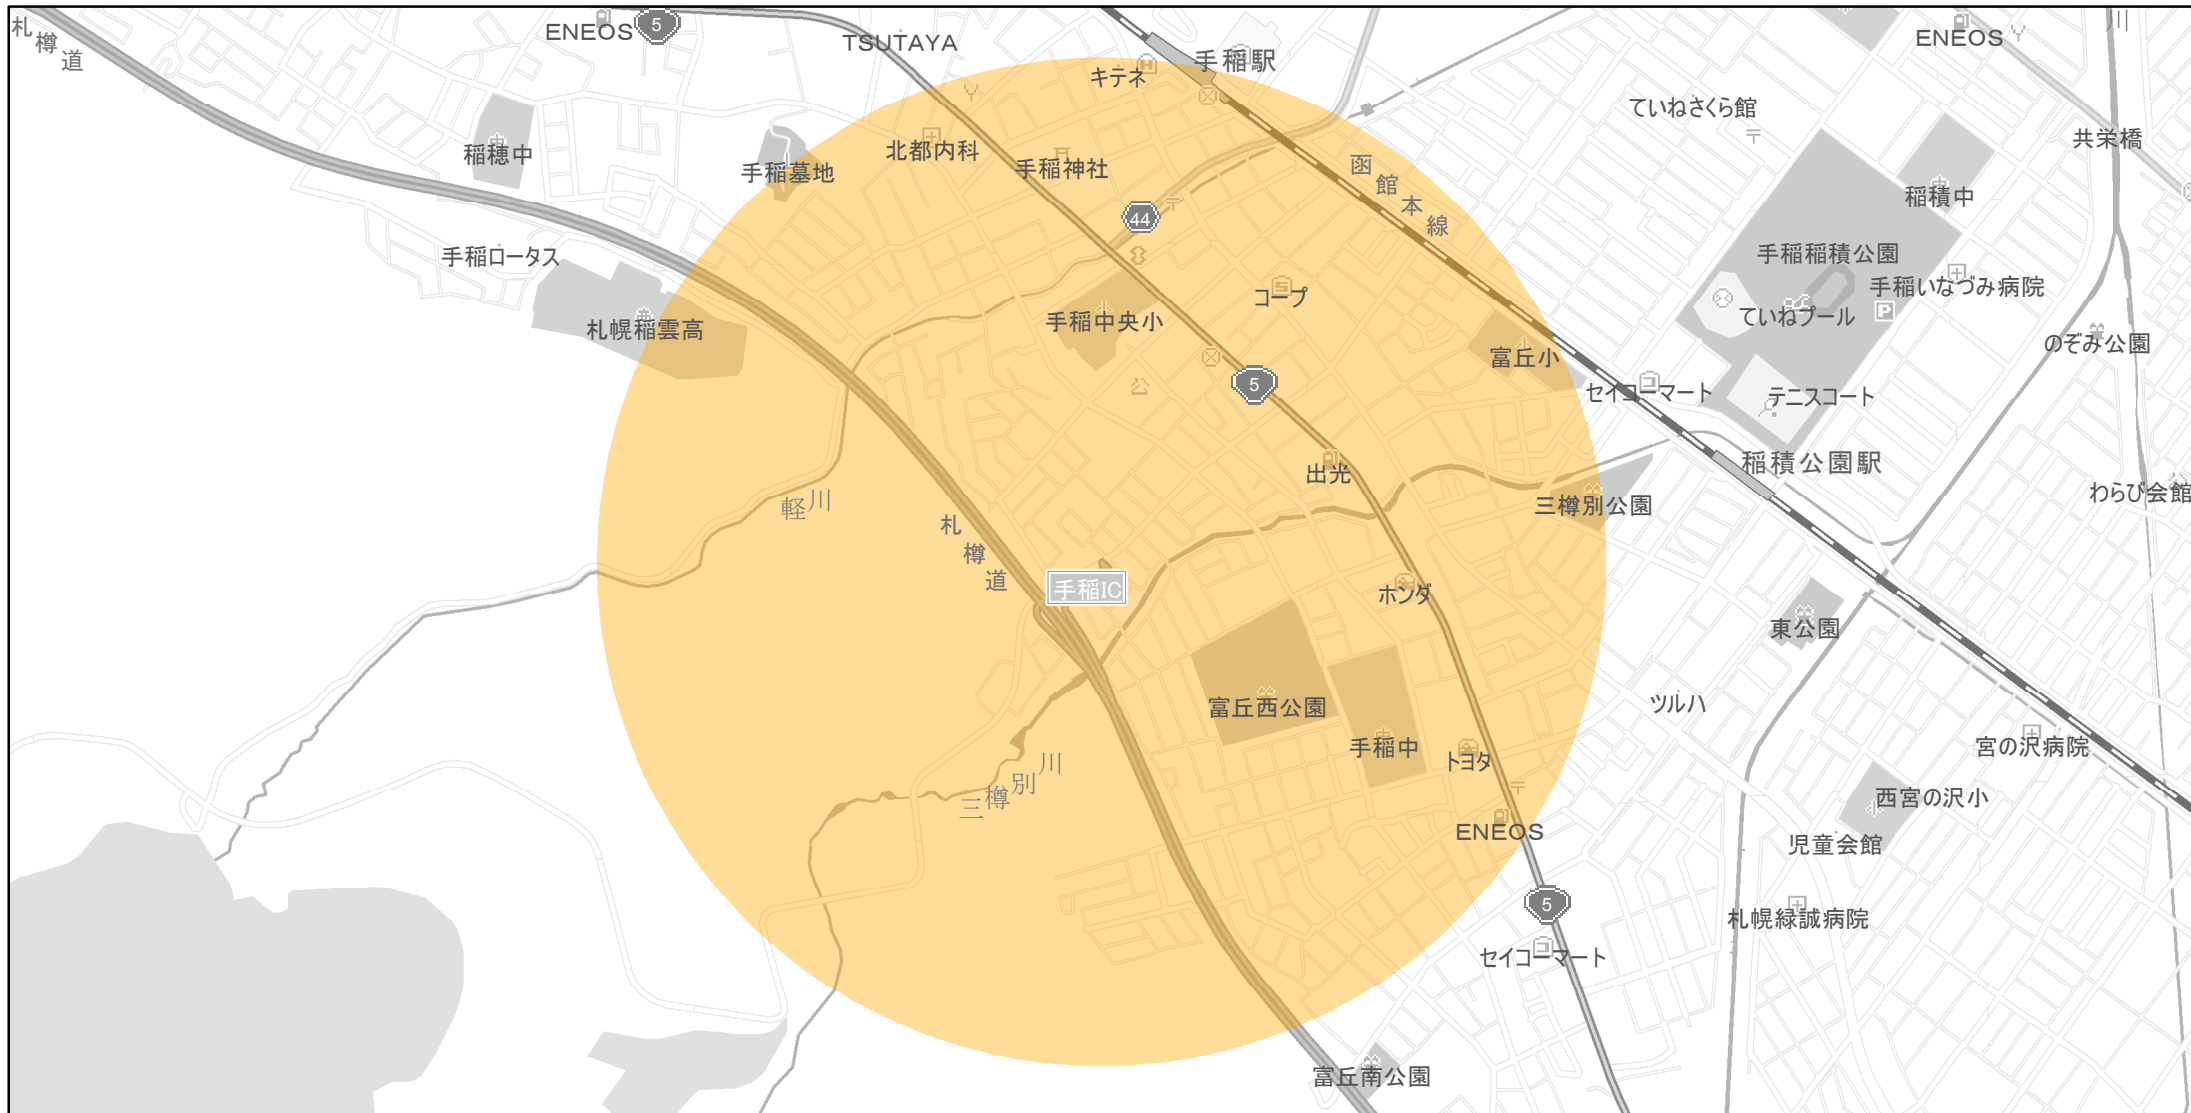 札樽道
ENEOS
5
TSUTAYA
手稲駅
キテネ
ENEOS
川
ていねさくら館
共栄橋
稲穂中
手稲墓地
北都内科
手稲神社
函館本線
稲積中
44
手稲ロータス
手稲稲積公園
手稲いなづみ病院
コープ
札幌稲雲高
手稲中央小
ていねプール
P
のぞみ公園
富丘小
5
セイコーマート
テニスコート
出光
稲積公園駅
三樽別公園
わらび会館
軽川
札樽道
手稲IC
ホンダ
東公園
富丘西公園
ツルハ
手稲中
トヨタ
宮の沢病院
三樽別川
西宮の沢小
ENEOS
児童会館
5
札幌緑誠病院
セイコーマート
富丘南公園